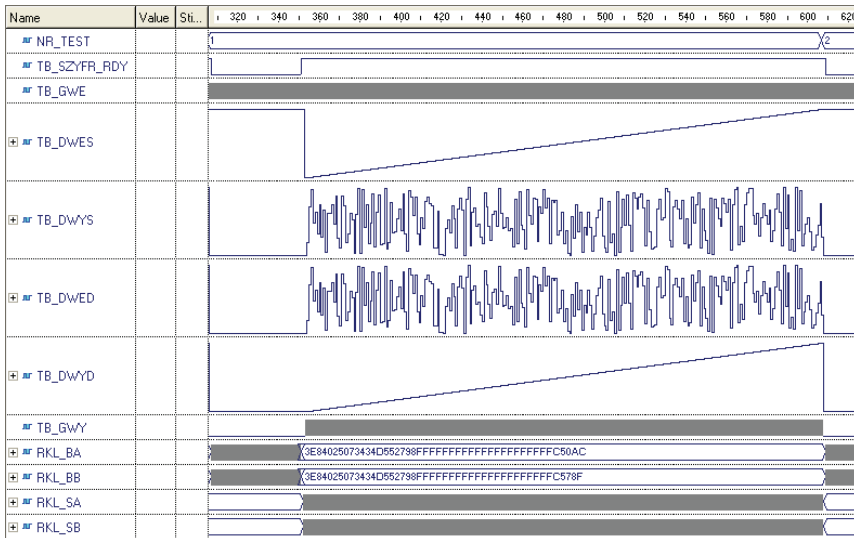 Name Value Sti... 320 340 360 380 400 420 440 460 480 500 520 540 560 580 600 620
NR_TEST 1 2
TB_SZYFR_RDY
TB_GWE
TB_DWES
TB_DWYS
TB_DWED
TB_DWYD
TB_GWY
RKL_BA 3E84025073434D552798FFFFFFFFFFFFFFFFFFFFFC50AC
RKL_BB 3E84025073434D552798FFFFFFFFFFFFFFFFFFFFFC578F
RKL_SA
RKL_SB